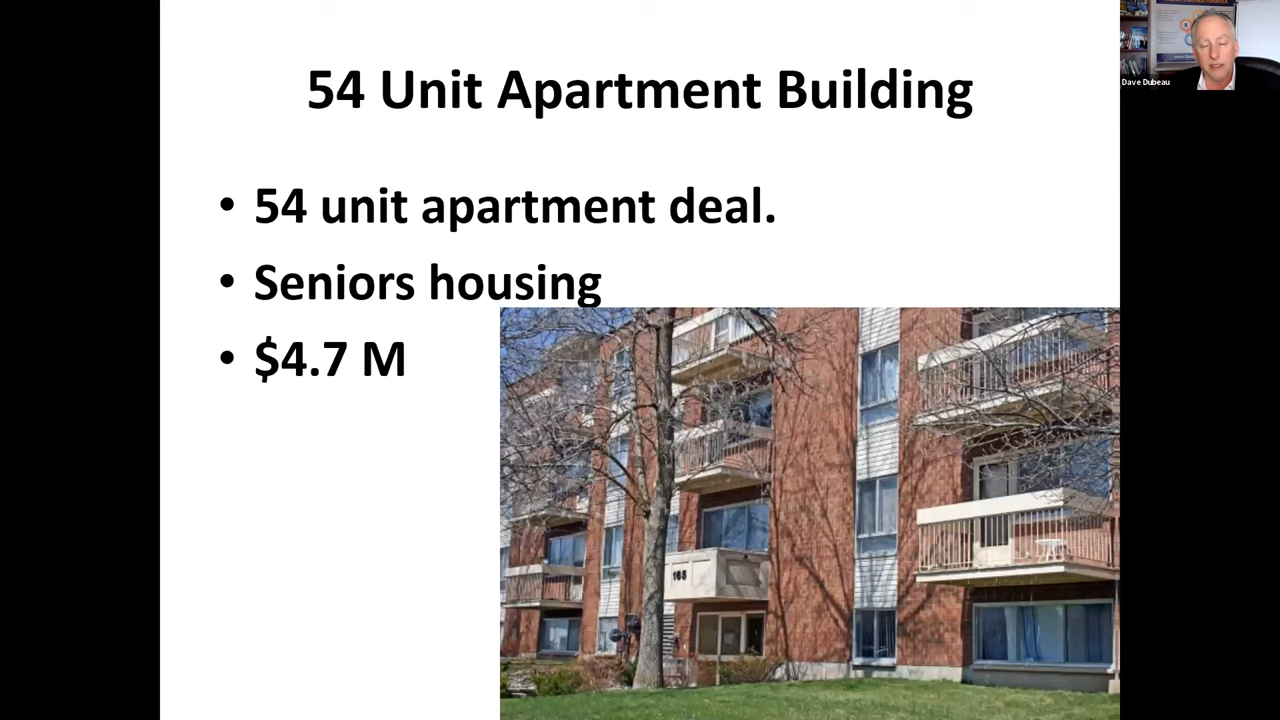 54 Unit Apartment Building
• 54 unit apartment deal.
• Seniors housing
• $4.7 M
165
Dave Dubeau